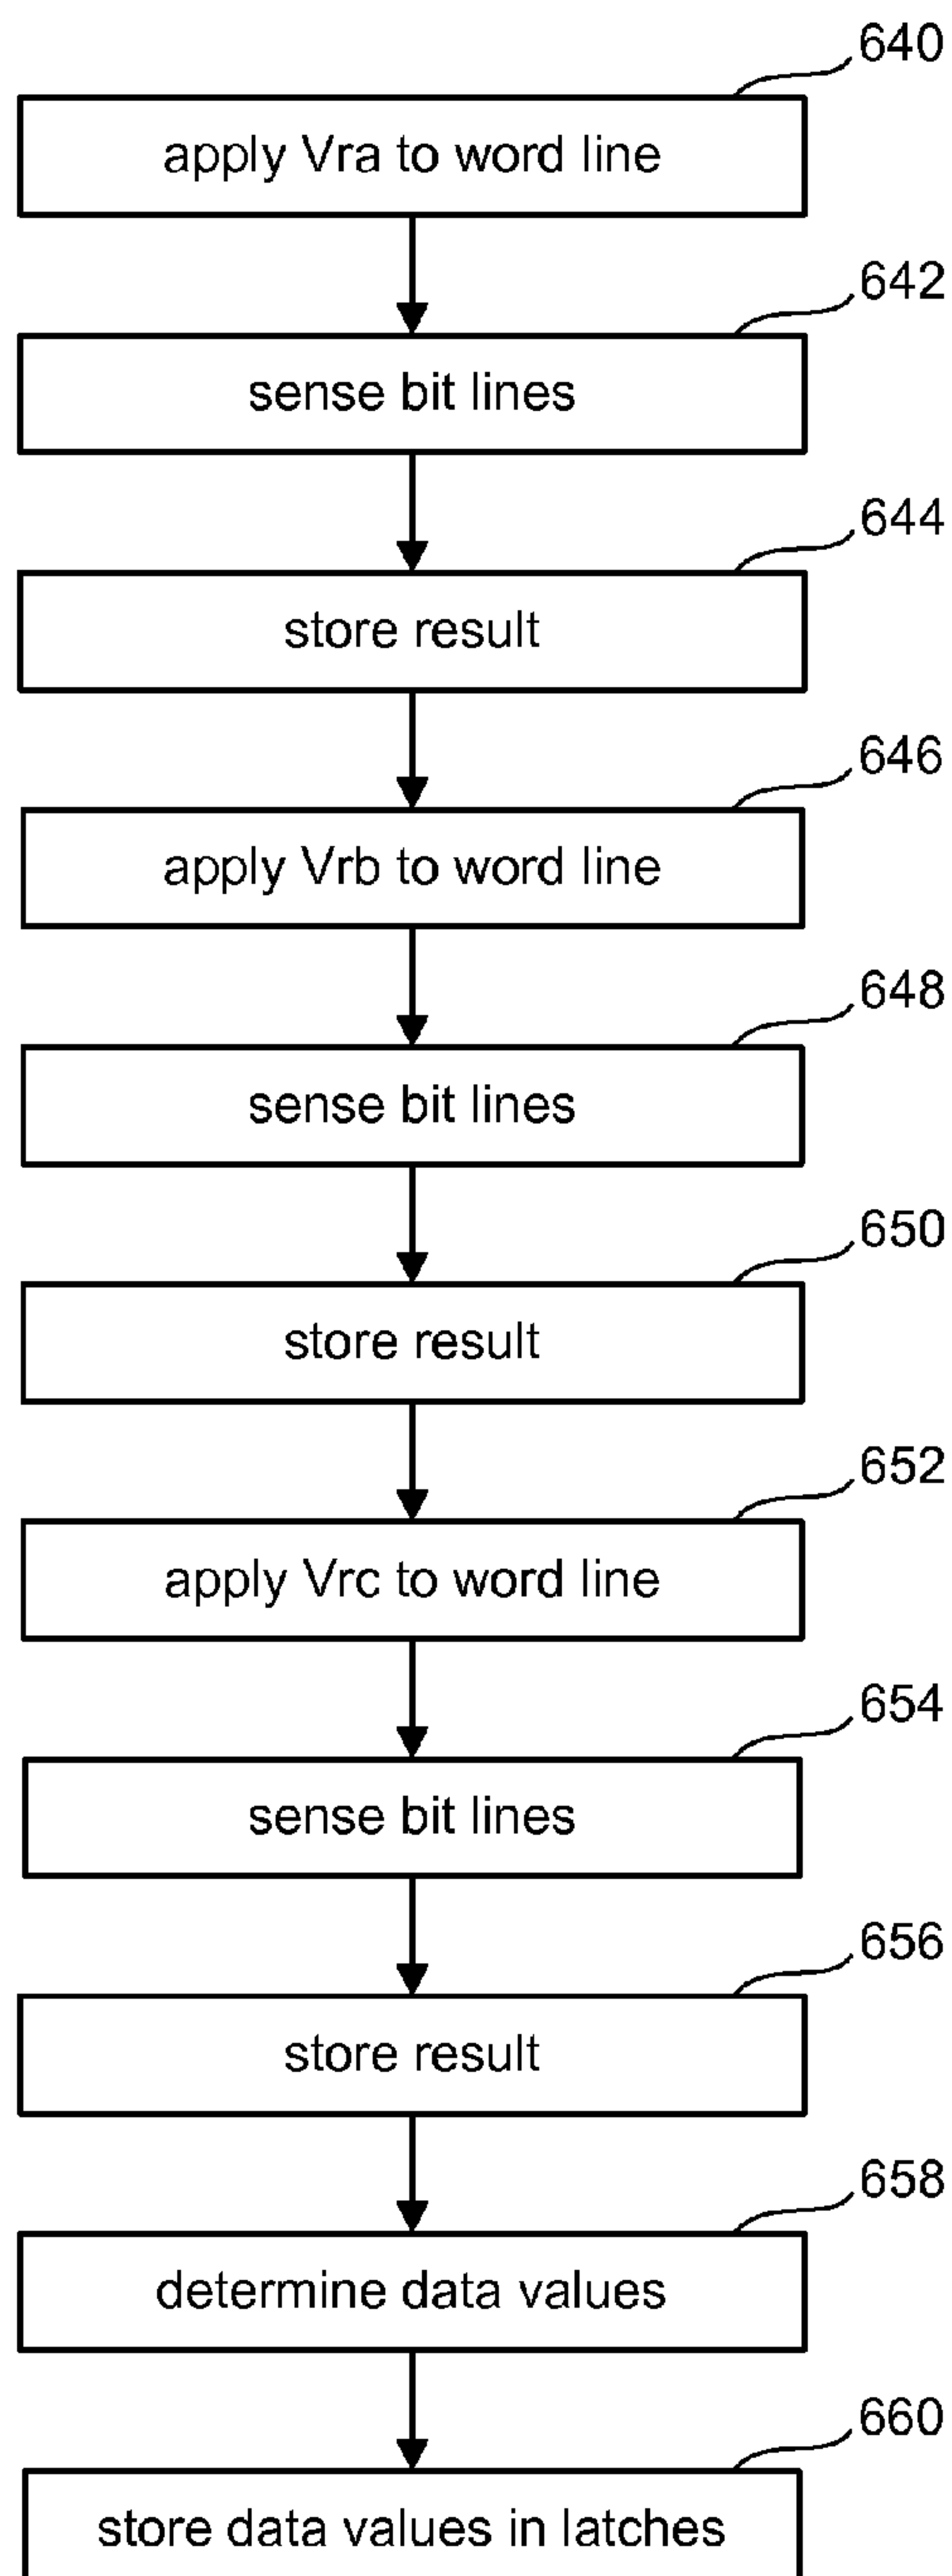 640
apply Vra to word line
642
sense bit lines
644
store result
646
apply Vrb to word line
648
sense bit lines
650
store result
652
apply Vrc to word line
654
sense bit lines
656
store result
658
determine data values
660
store data values in latches